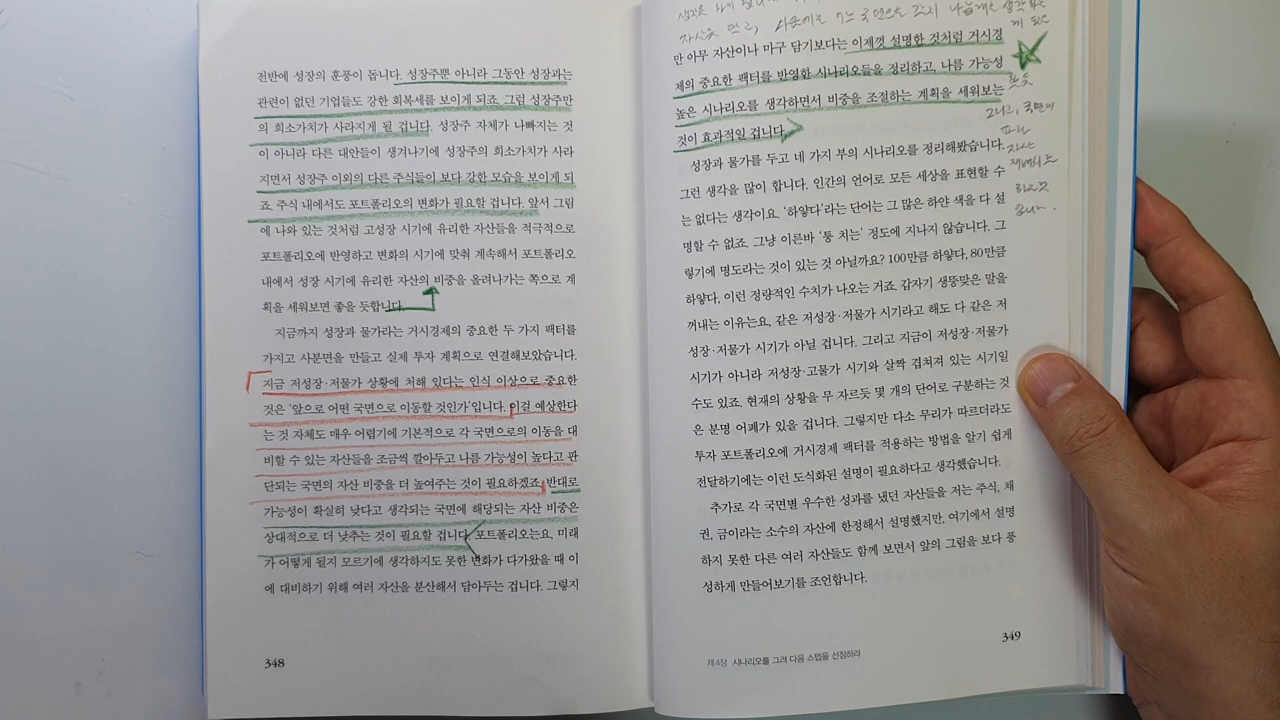 전반에 성장의 훈풍이 돕니다. 성장주뿐 아니라 그동안 성장과는
관련이 없던 기업들도 강한 회복세를 보이게 되죠. 그럼 성장주만
의 희소가치가 사라지게 될 겁니다. 성장주 자체가 나빠지는 것
이 아니라 다른 대안들이 생겨나기에 성장주의 희소가치가 사라
지면서 성장주 이외의 다른 주식들이 보다 강한 모습을 보이게 되
죠. 주식 내에서도 포트폴리오의 변화가 필요할 겁니다. 앞서 그림
에 나와 있는 것처럼 고성장 시기에 유리한 자산들을 적극적으로
포트폴리오에 반영하고 변화의 시기에 맞춰 계속해서 포트폴리오
내에서 성장 시기에 유리한 자산의 비중을 올려나가는 쪽으로 계
획을 세워보면 좋을 듯합니다.
지금까지 성장과 물가라는 거시경제의 중요한 두 가지 팩터를
가지고 사분면을 만들고 실제 투자 계획으로 연결해보았습니다.
지금 저성장·저물가 상황에 처해 있다는 인식 이상으로 중요한
것은 '앞으로 어떤 국면으로 이동할 것인가'입니다. 이걸 예상한다
는 것 자체도 매우 어렵기에 기본적으로 각 국면으로의 이동을 대
비할 수 있는 자산들을 조금씩 깔아두고 나름 가능성이 높다고 판
단되는 국면의 자산 비중을 더 높여주는 것이 필요하겠죠. 반대로
가능성이 확실히 낮다고 생각되는 국면에 해당되는 자산 비중은
상대적으로 더 낮추는 것이 필요할 겁니다. 포트폴리오는요, 미래
가 어떻게 될지 모르기에 생각하지도 못한 변화가 다가왔을 때 이
에 대비하기 위해 여러 자산을 분산해서 담아두는 겁니다. 그렇지
348
만 아무 자산이나 마구 담기보다는 이제껏 설명한 것처럼 거시경
제의 중요한 팩터를 반영한 시나리오들을 정리하고, 나름 가능성
높은 시나리오를 생각하면서 비중을 조절하는 계획을 세워보는
것이 효과적일 겁니다.
성장과 물가를 두고 네 가지 부의 시나리오를 정리해봤습니다.
그런 생각을 많이 합니다. 인간의 언어로 모든 세상을 표현할 수
는 없다는 생각이요. '하얗다'라는 단어는 그 많은 하얀 색을 다 설
명할 수 없죠. 그냥 이른바 '퉁 치는' 정도에 지나지 않습니다. 그
렇기에 명도라는 것이 있는 것 아닐까요? 100만큼 하얗다, 80만큼
하얗다, 이런 정량적인 수치가 나오는 거죠. 갑자기 생뚱맞은 말을
꺼내는 이유는요, 같은 저성장·저물가 시기라고 해도 다 같은 저
성장·저물가 시기가 아닐 겁니다. 그리고 지금이 저성장·저물가
시기가 아니라 저성장·고물가 시기와 살짝 겹쳐져 있는 시기일
수도 있죠. 현재의 상황을 무 자르듯 몇 개의 단어로 구분하는 것
은 분명 어폐가 있을 겁니다. 그렇지만 다소 무리가 따르더라도
투자 포트폴리오에 거시경제 팩터를 적용하는 방법을 알기 쉽게
전달하기에는 이런 도식화된 설명이 필요하다고 생각했습니다.
추가로 각 국면별 우수한 성과를 냈던 자산들을 저는 주식, 채
권, 금이라는 소수의 자산에 한정해서 설명했지만, 여기에서 설명
하지 못한 다른 여러 자산들도 함께 보면서 앞의 그림을 보다 풍
성하게 만들어보기를 조언합니다.
제4장 시나리오를 그려 다음 스텝을 선점하라
349
그리고, 국면에
따라
자산
재배치